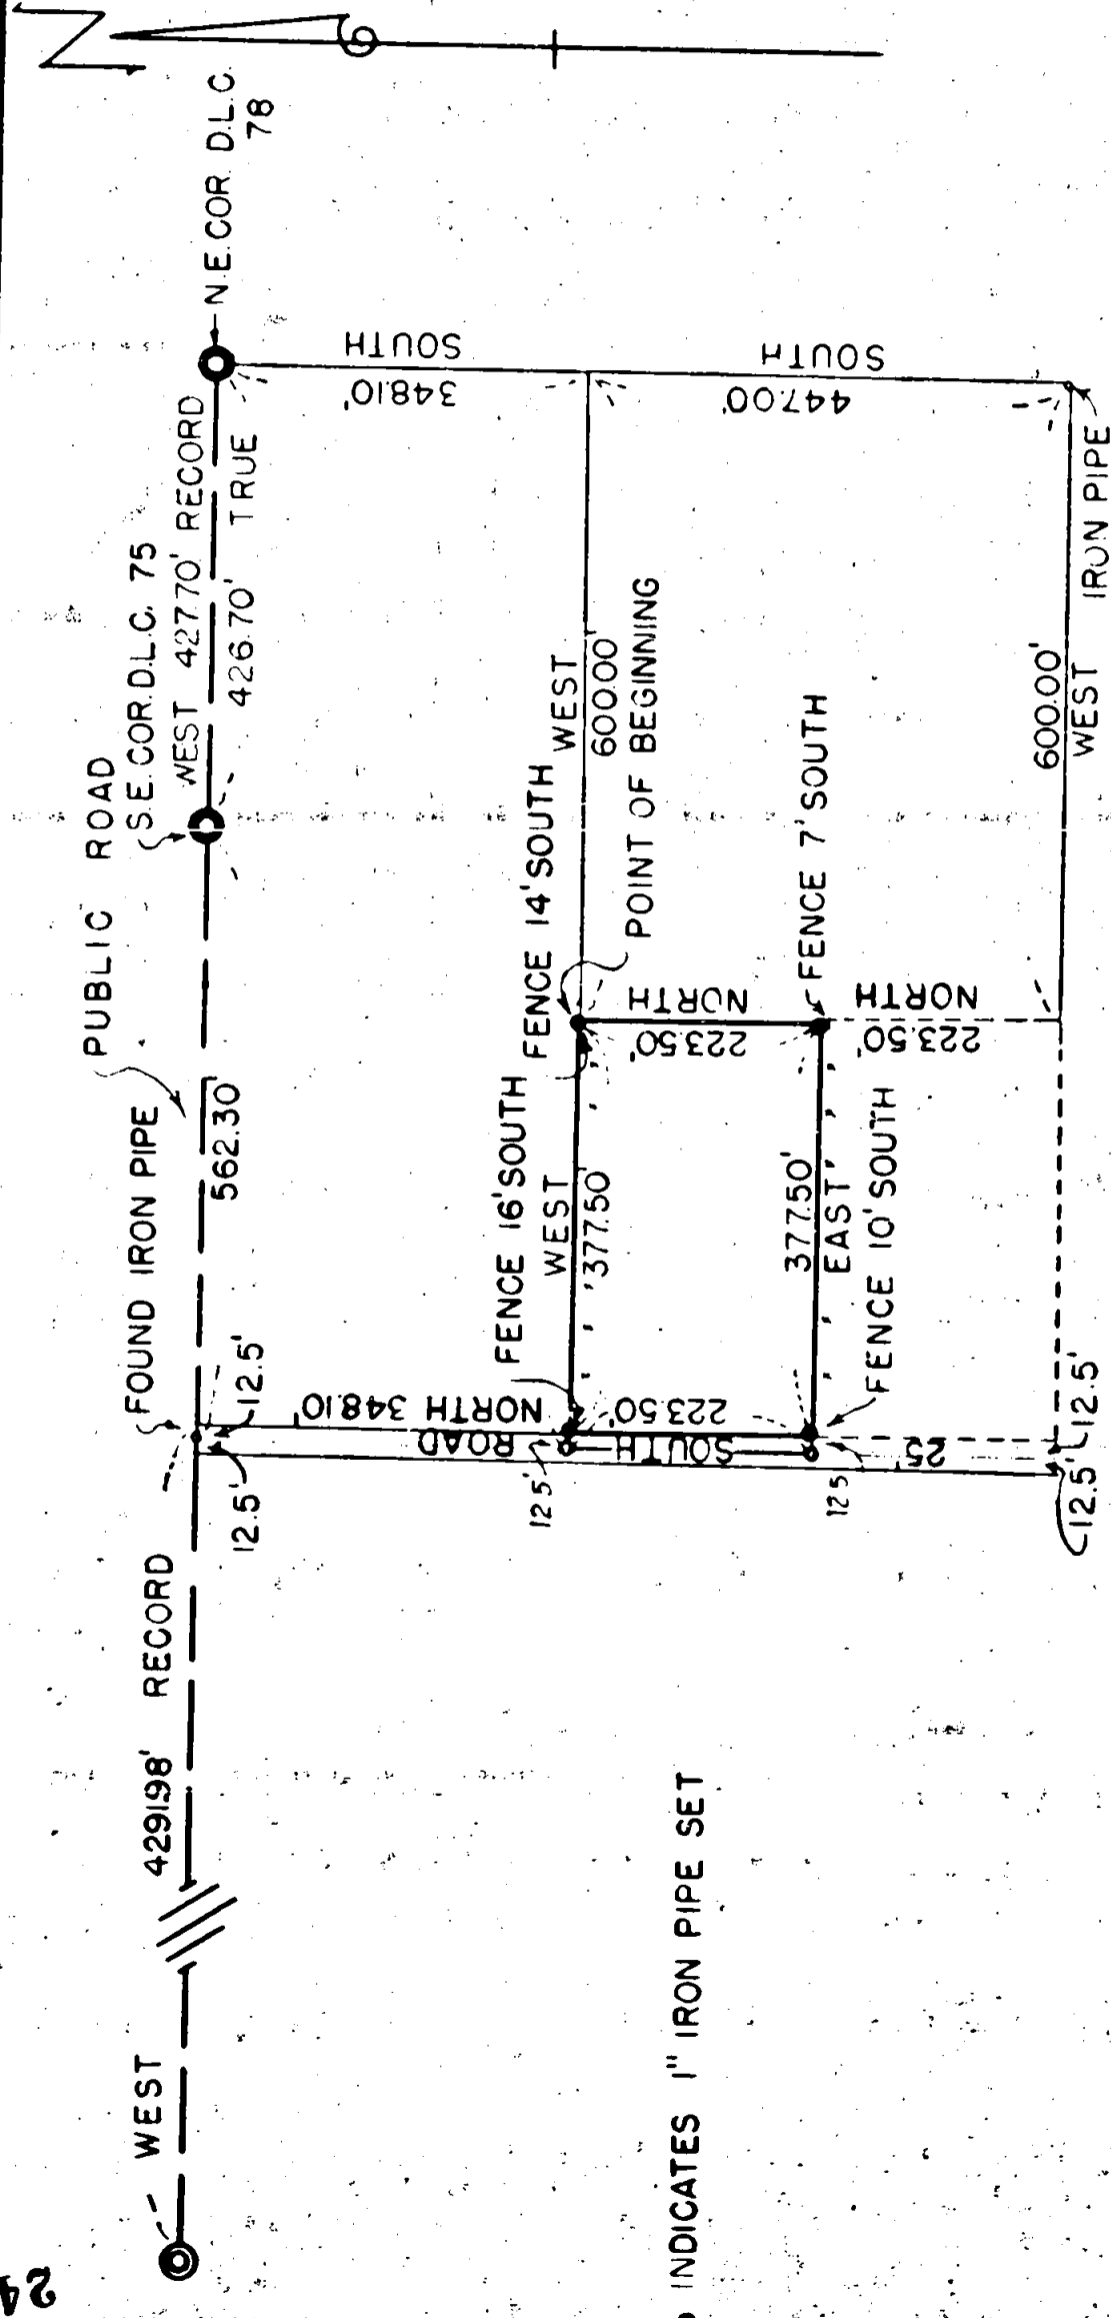 24
N.E. COR. D.L.C.
78
PUBLIC ROAD
S.E. COR. D.L.C. 75
WEST 427.70' RECORD
426.70' TRUE
FOUND IRON PIPE
562.30'
12.5'
12.5'
WEST
4291.98' RECORD
SOUTH
348.10'
SOUTH
447.00'
NORTH 348.10'
ROAD
FENCE 16' SOUTH
FENCE 14' SOUTH
WEST
377.50'
WEST
600.00'
POINT OF BEGINNING
NORTH
223.50'
223.50'
SOUTH
12.5'
12.5
377.50'
EAST
FENCE 7' SOUTH
FENCE 10' SOUTH
NORTH
223.50'
25'
12.5'
12.5'
600.00'
WEST
IRON PIPE
INDICATES 1" IRON PIPE SET